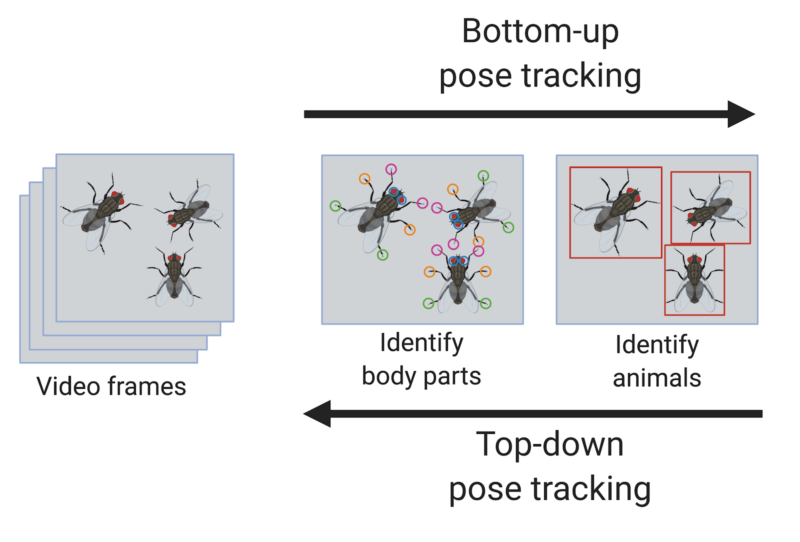 Bottom-up
pose tracking
Video frames
Identify
body parts
Identify
animals
Top-down
pose tracking